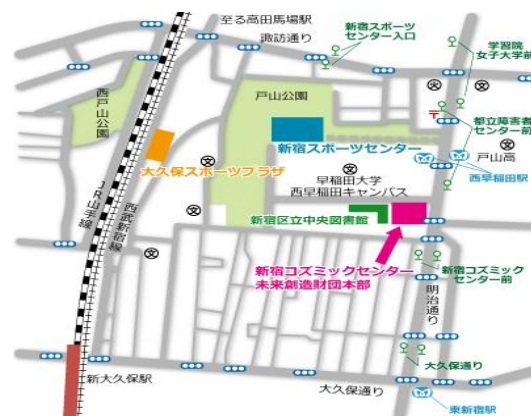 至る高田馬場駅
諏訪通り
新宿スポーツ
センター入口
学習院
女子大学前
西戸山公園
戸山公園
文
火
文
〒
都立障害者
センター前
戸山高
新宿スポーツセンター
大久保スポーツプラザ
文
文
西早稲田駅
早稲田大学
西早稲田キャンパス
JR山手線
西武新宿線
文
文
新宿区立中央図書館
新宿コズミックセンター
未来創造財団本部
新宿コズミック
センター前
明治通り
文
新大久保駅
大久保通り
大久保通り
東新宿駅